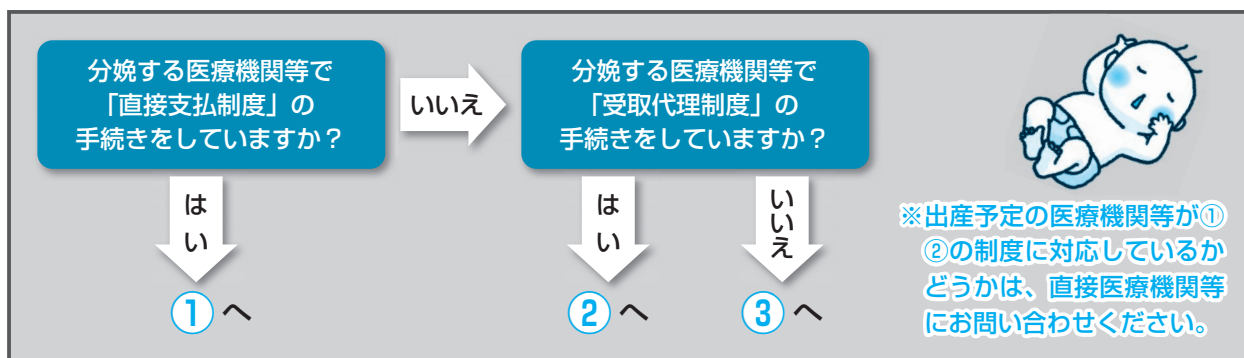 分娩する医療機関等で
「直接支払制度」の
手続きをしていますか？
いいえ
分娩する医療機関等で
「受取代理制度」の
手続きをしていますか？
はい
はい
いいえ
①へ
②へ
③へ
※出産予定の医療機関等が①
②の制度に対応しているか
どうかは、直接医療機関等
にお問い合わせください。